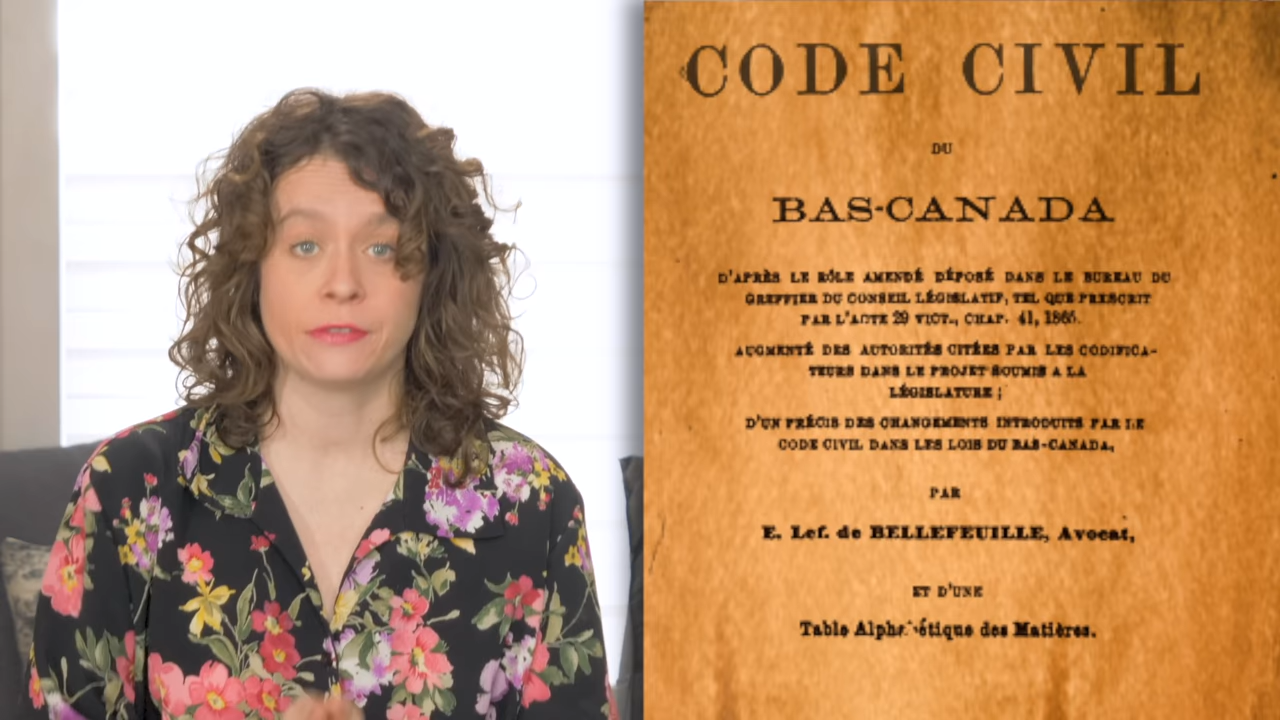 CODE CIVIL
DU
BAS-CANADA
D'APRÈS LE RÔLE AMENDÉ DÉPOSÉ DANS LE BUREAU DU
GREFFIER DU CONSEIL LÉGISLATIF, TEL QUE PRESCRIT
PAR L'ACTE 29 VICT., CHAP. 41, 1865.
AUGMENTÉ DES AUTORITÉS CITÉES PAR LES CODIFICA-
TEURS DANS LE PROJET SOUMIS A LA
LÉGISLATURE ;
D'UN PRÉCIS DES CHANGEMENTS INTRODUITS PAR LE
CODE CIVIL DANS LES LOIS DU BAS-CANADA,
PAR
E. Lef. de BELLEFEUILLE, Avocat,
ET D'UNE
Table Alphabétique des Matières.